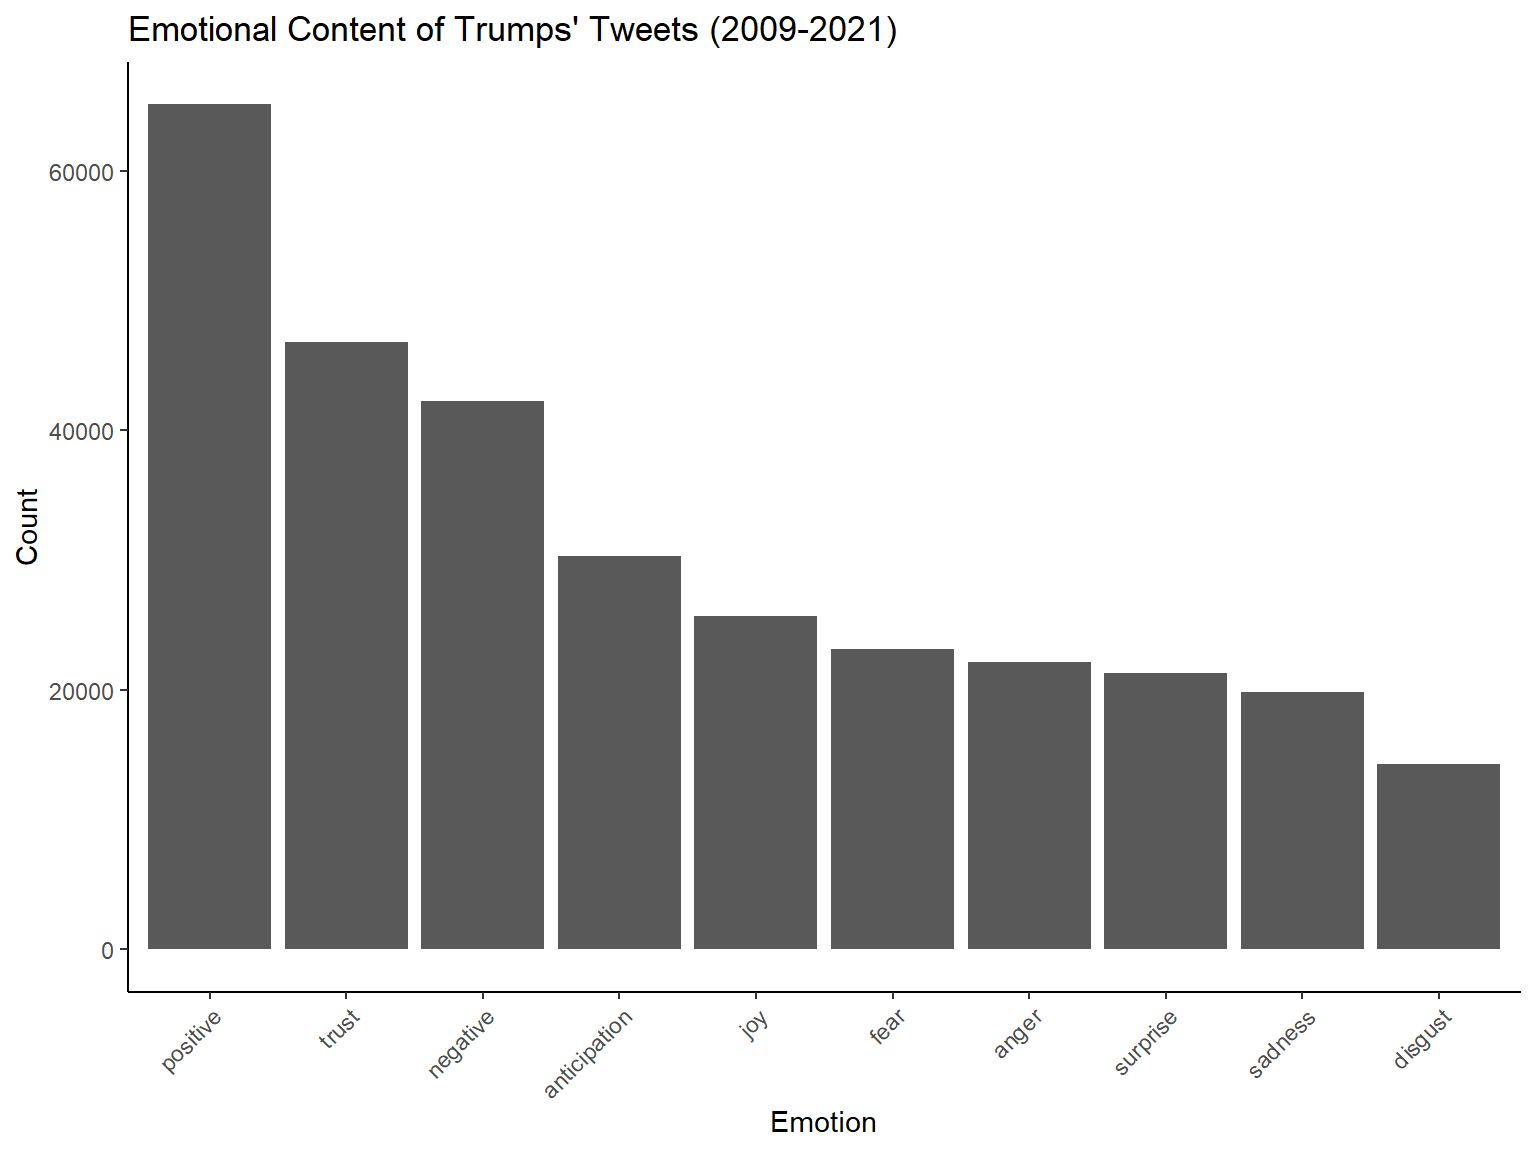 Emotional Content of Trumps' Tweets (2009-2021)
60000
40000
20000
0
Count
positive
trust
negative
anticipation
joy
fear
anger
surprise
sadness
disgust
Emotion